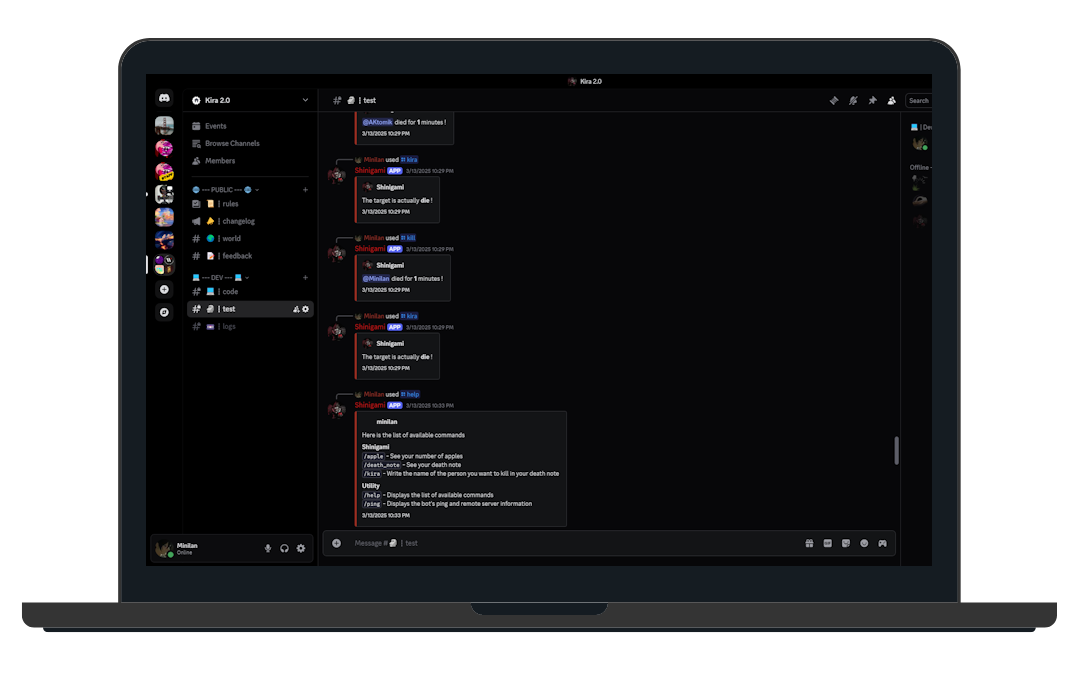 Kira 2.0
Kira 2.0
Events
Browse Channels
Members
--- PUBLIC ---
| rules
| changelog
| world
| feedback
--- DEV ---
| code
| test
| logs
Minilan
Online
| test
Search
@AKtomik died for 1 minutes !
3/13/2025 10:29 PM
Minilan used kira
Shinigami APP 3/13/2025 10:29 PM
Shinigami
The target is actually die !
3/13/2025 10:29 PM
Minilan used kill
Shinigami APP 3/13/2025 10:29 PM
Shinigami
@Minilan died for 1 minutes !
3/13/2025 10:29 PM
Minilan used kira
Shinigami APP 3/13/2025 10:29 PM
Shinigami
The target is actually die !
3/13/2025 10:29 PM
Minilan used help
Shinigami APP 3/13/2025 10:33 PM
minilan
Here is the list of available commands
Shinigami
/apple - See your number of apples
/death_note - See your death note
/kira - Write the name of the person you want to kill in your death note
Utility
/help - Displays the list of available commands
/ping - Displays the bot's ping and remote server information
3/13/2025 10:33 PM
Message # | test
GIF
| Dev
Offline -